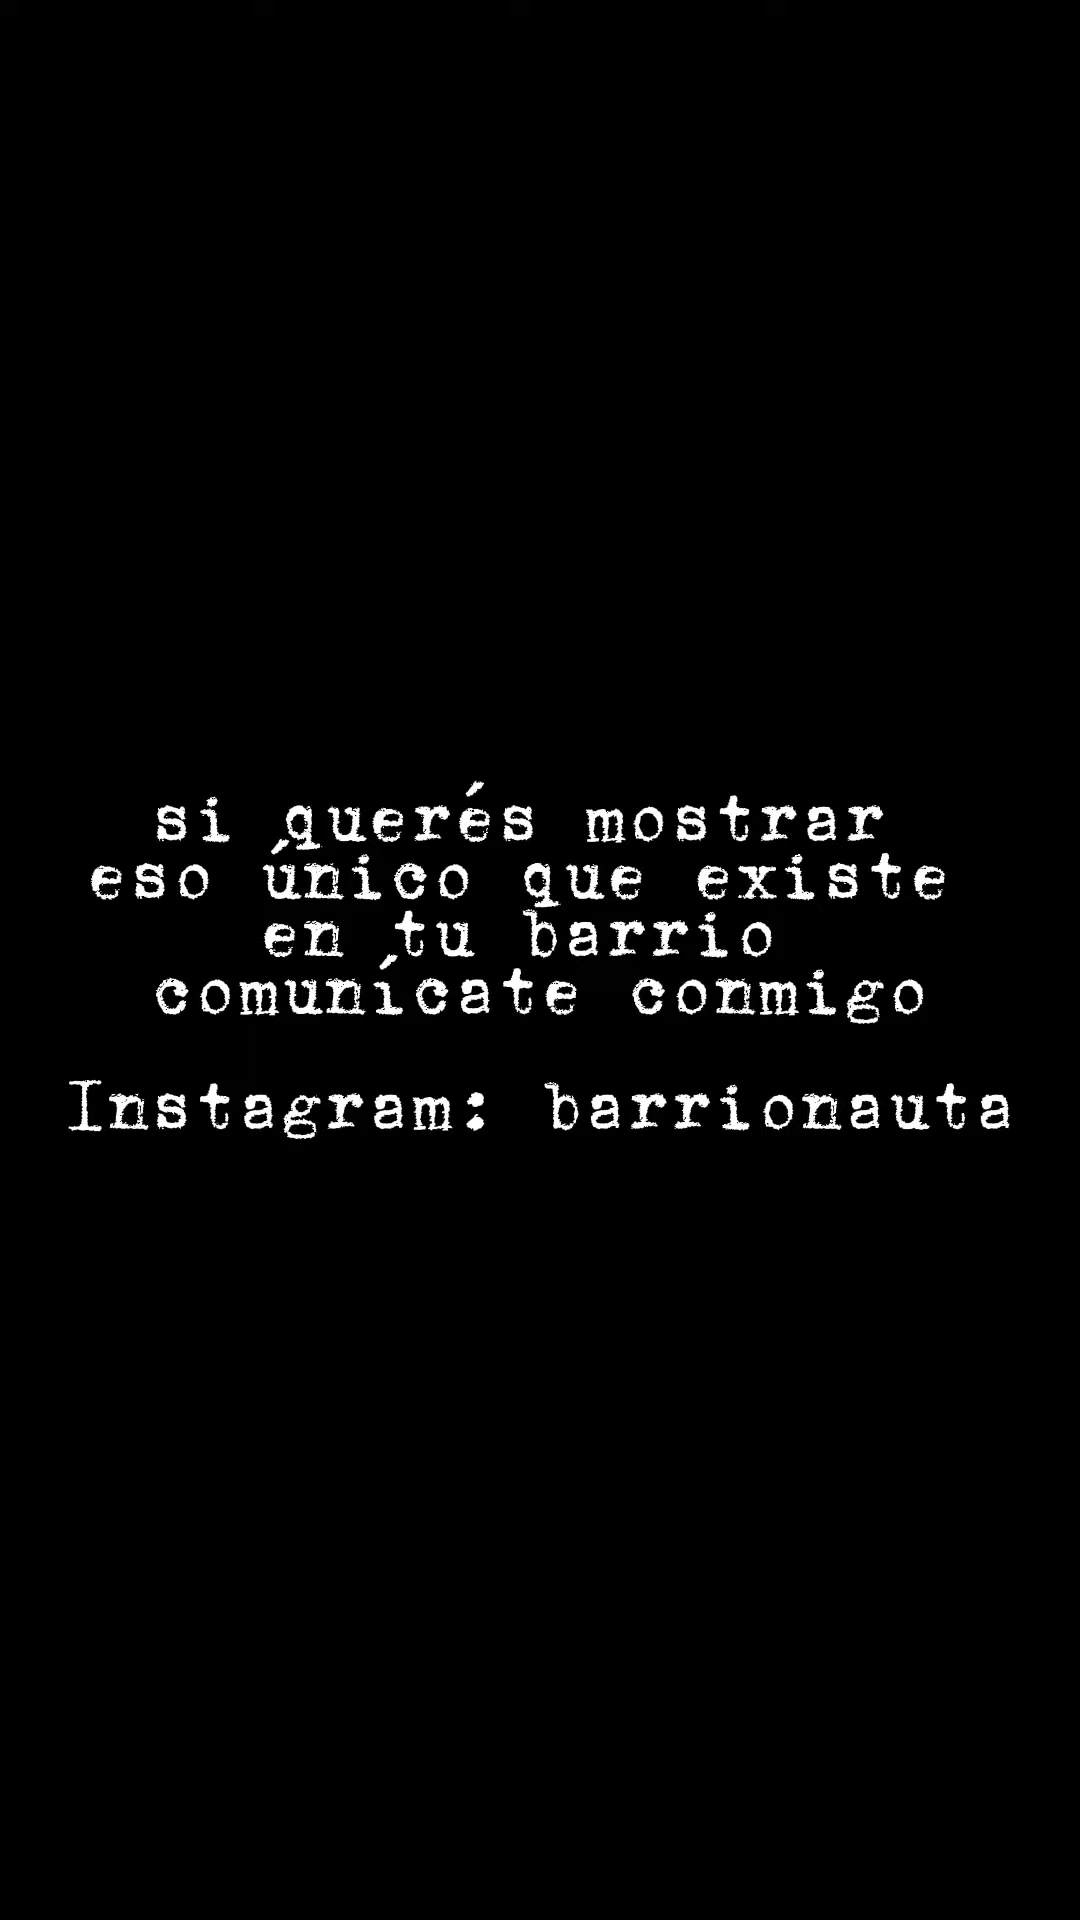 si querés mostrar
eso único que existe
en tu barrio
comunícate conmigo
Instagram: barrionauta